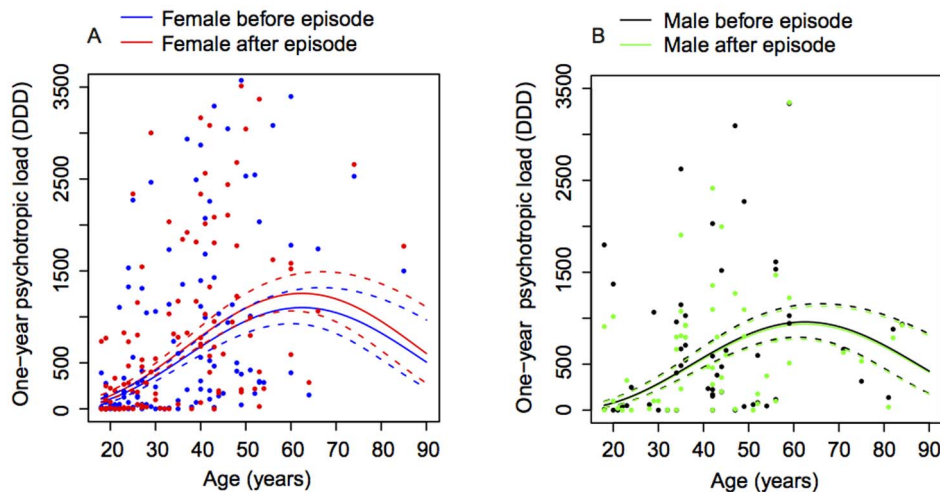 A
Female before episode
Female after episode
One-year psychotropic load (DDD)
3500
2500
1500
500
0
20 30 40 50 60 70 80 90
Age (years)
B
Male before episode
Male after episode
One-year psychotropic load (DDD)
3500
2500
1500
500
0
20 30 40 50 60 70 80 90
Age (years)